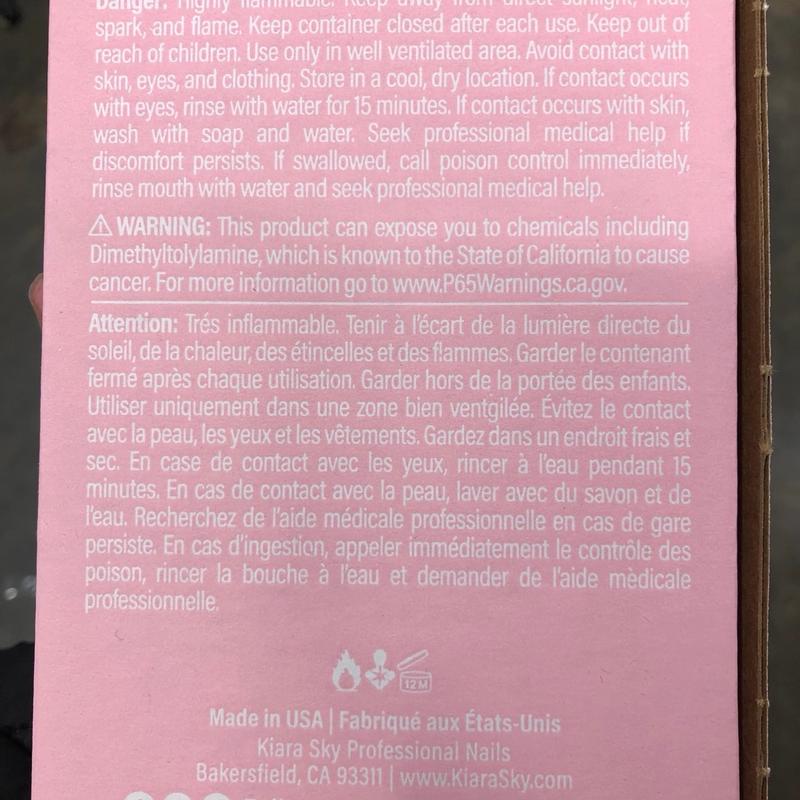 Danger: Highly flammable. Keep away from direct sunlight, heat,
spark, and flame. Keep container closed after each use. Keep out of
reach of children. Use only in well ventilated area. Avoid contact with
skin, eyes, and clothing. Store in a cool, dry location. If contact occurs
with eyes, rinse with water for 15 minutes. If contact occurs with skin,
wash with soap and water. Seek professional medical help if
discomfort persists. If swallowed, call poison control immediately,
rinse mouth with water and seek professional medical help.
⚠ WARNING: This product can expose you to chemicals including
Dimethyltolylamine, which is known to the State of California to cause
cancer. For more information go to www.P65Warnings.ca.gov.
Attention: Trés inflammable. Tenir à l'écart de la lumière directe du
soleil, de la chaleur, des étincelles et des flammes. Garder le contenant
fermé après chaque utilisation. Garder hors de la portée des enfants.
Utiliser uniquement dans une zone bien ventgilée. Évitez le contact
avec la peau, les yeux et les vêtements. Gardez dans un endroit frais et
sec. En case de contact avec les yeux, rincer à l'eau pendant 15
minutes. En cas de contact avec la peau, laver avec du savon et de
l'eau. Recherchez de l'aide médicale professionnelle en cas de gare
persiste. En cas d'ingestion, appeler immédiatement le contrôle des
poison, rincer la bouche à l'eau et demander de l'aide mèdicale
professionnelle.
12M
Made in USA | Fabriqué aux États-Unis
Kiara Sky Professional Nails
Bakersfield, CA 93311 | www.KiaraSky.com